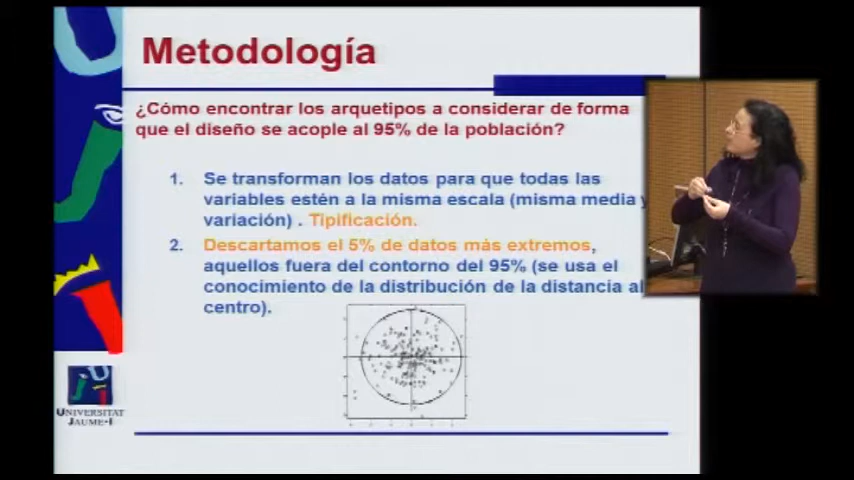 Metodología
¿Cómo encontrar los arquetipos a considerar de forma
que el diseño se acople al 95% de la población?
1. Se transforman los datos para que todas las
variables estén a la misma escala (misma media y
variación) . Tipificación.
2. Descartamos el 5% de datos más extremos,
aquellos fuera del contorno del 95% (se usa el
conocimiento de la distribución de la distancia al
centro).
UNIVERSITAT
JAUME·I